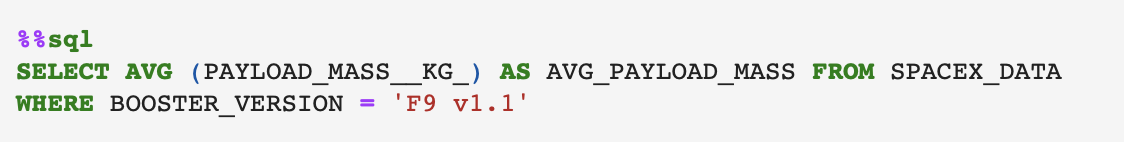 %%sql
SELECT AVG (PAYLOAD_MASS__KG_) AS AVG_PAYLOAD_MASS FROM SPACEX_DATA
WHERE BOOSTER_VERSION = 'F9 v1.1'